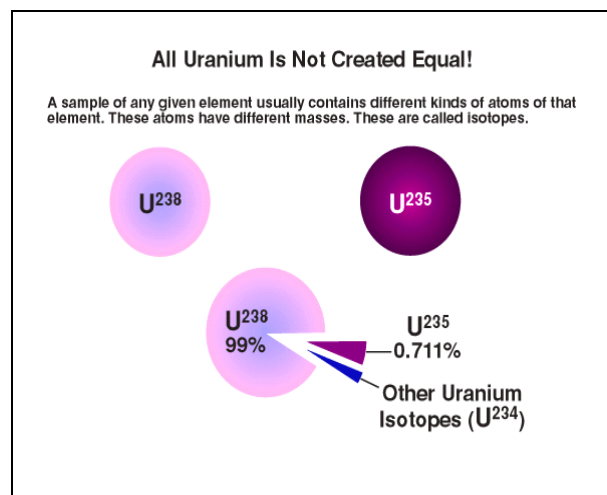 All Uranium Is Not Created Equal!
A sample of any given element usually contains different kinds of atoms of that
element. These atoms have different masses. These are called isotopes.
U²³⁸
U²³⁵
U²³⁸
99%
U²³⁵
0.711%
Other Uranium
Isotopes (U²³⁴)